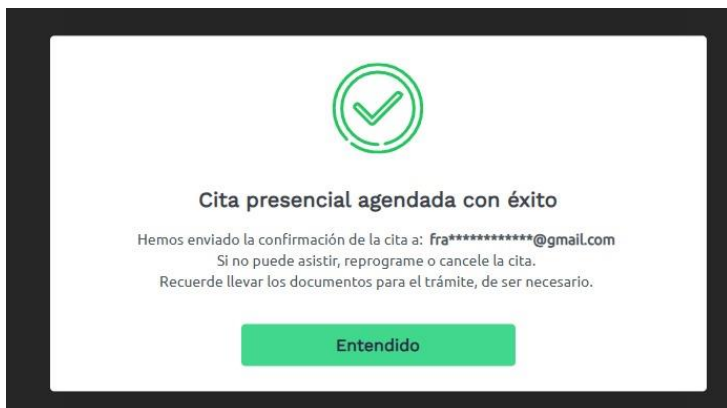 Cita presencial agendada con éxito
Hemos enviado la confirmación de la cita a: fra************@gmail.com
Si no puede asistir, reprograme o cancele la cita.
Recuerde llevar los documentos para el trámite, de ser necesario.
Entendido